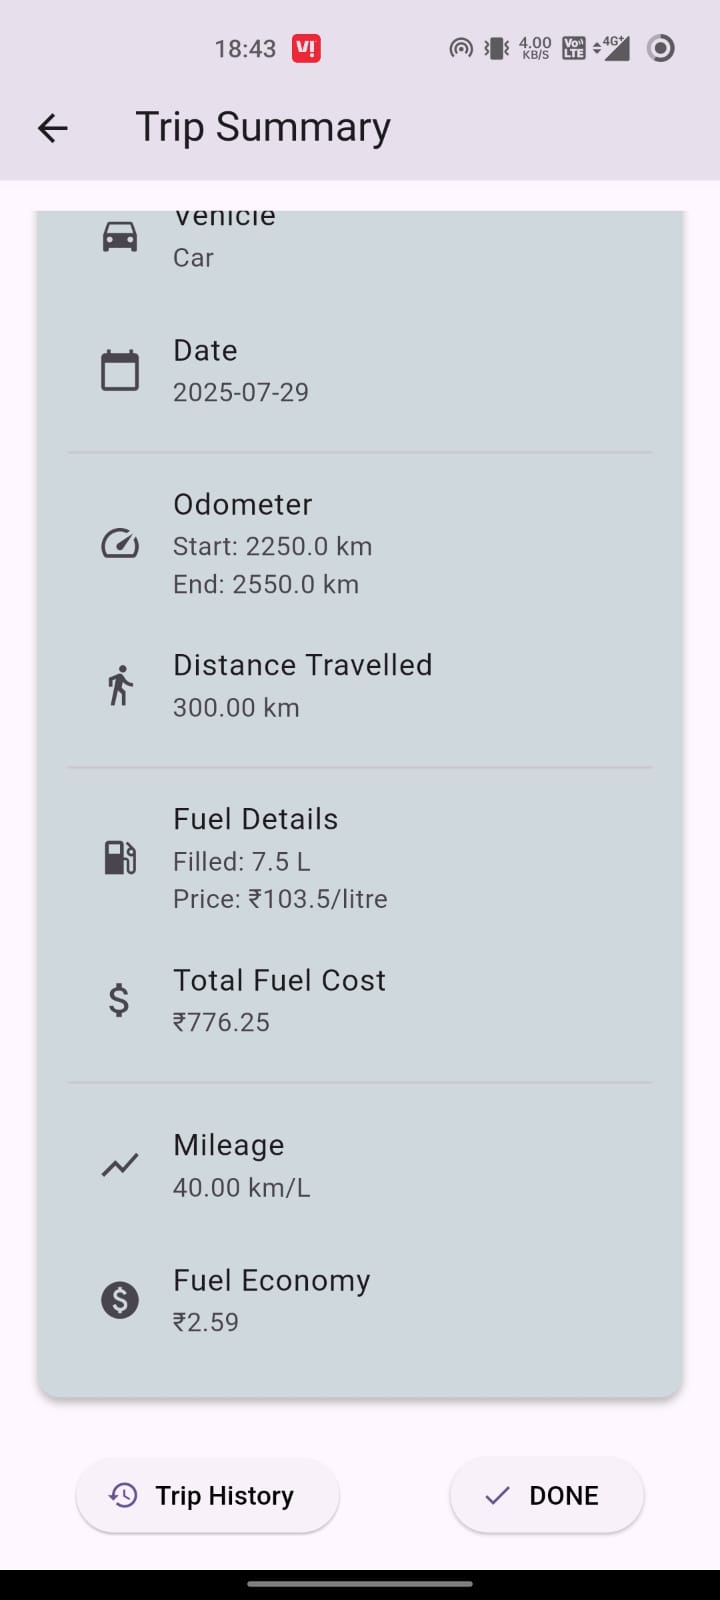 18:43 V! 4.00 KB/S Vo)) LTE 4G+
Trip Summary
Vehicle
Car
Date
2025-07-29
Odometer
Start: 2250.0 km
End: 2550.0 km
Distance Travelled
300.00 km
Fuel Details
Filled: 7.5 L
Price: ₹103.5/litre
$
Total Fuel Cost
₹776.25
Mileage
40.00 km/L
$
Fuel Economy
₹2.59
Trip History
DONE